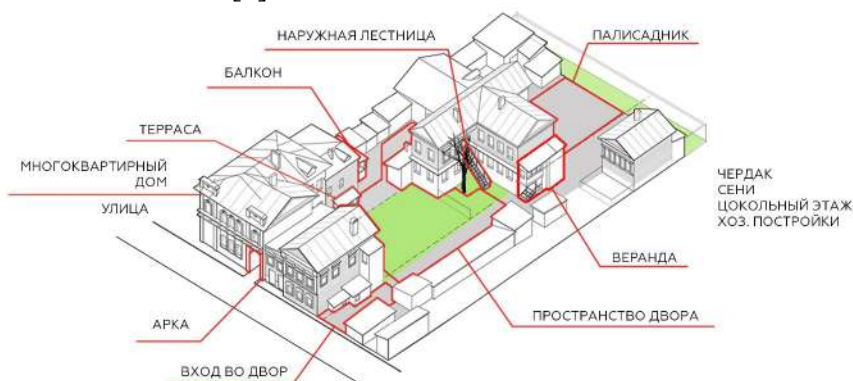 НАРУЖНАЯ ЛЕСТНИЦА
ПАЛИСАДНИК
БАЛКОН
ТЕРРАСА
МНОГОКВАРТИРНЫЙ
ДОМ
УЛИЦА
ЧЕРДАК
СЕНИ
ЦОКОЛЬНЫЙ ЭТАЖ
ХОЗ. ПОСТРОЙКИ
ВЕРАНДА
АРКА
ПРОСТРАНСТВО ДВОРА
ВХОД ВО ДВОР